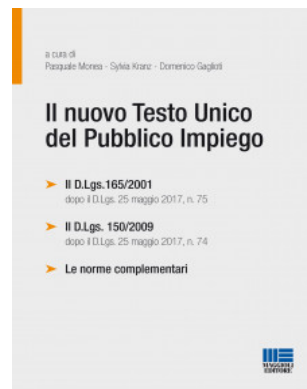 a cura di
Pasquale Monea - Sylvia Kranz - Domenico Gaglioti
Il nuovo Testo Unico
del Pubblico Impiego
Il D.Lgs.165/2001
dopo il D.Lgs. 25 maggio 2017, n. 75
Il D.Lgs. 150/2009
dopo il D.Lgs. 25 maggio 2017, n. 74
Le norme complementari
MAGGIOLI
EDITORE